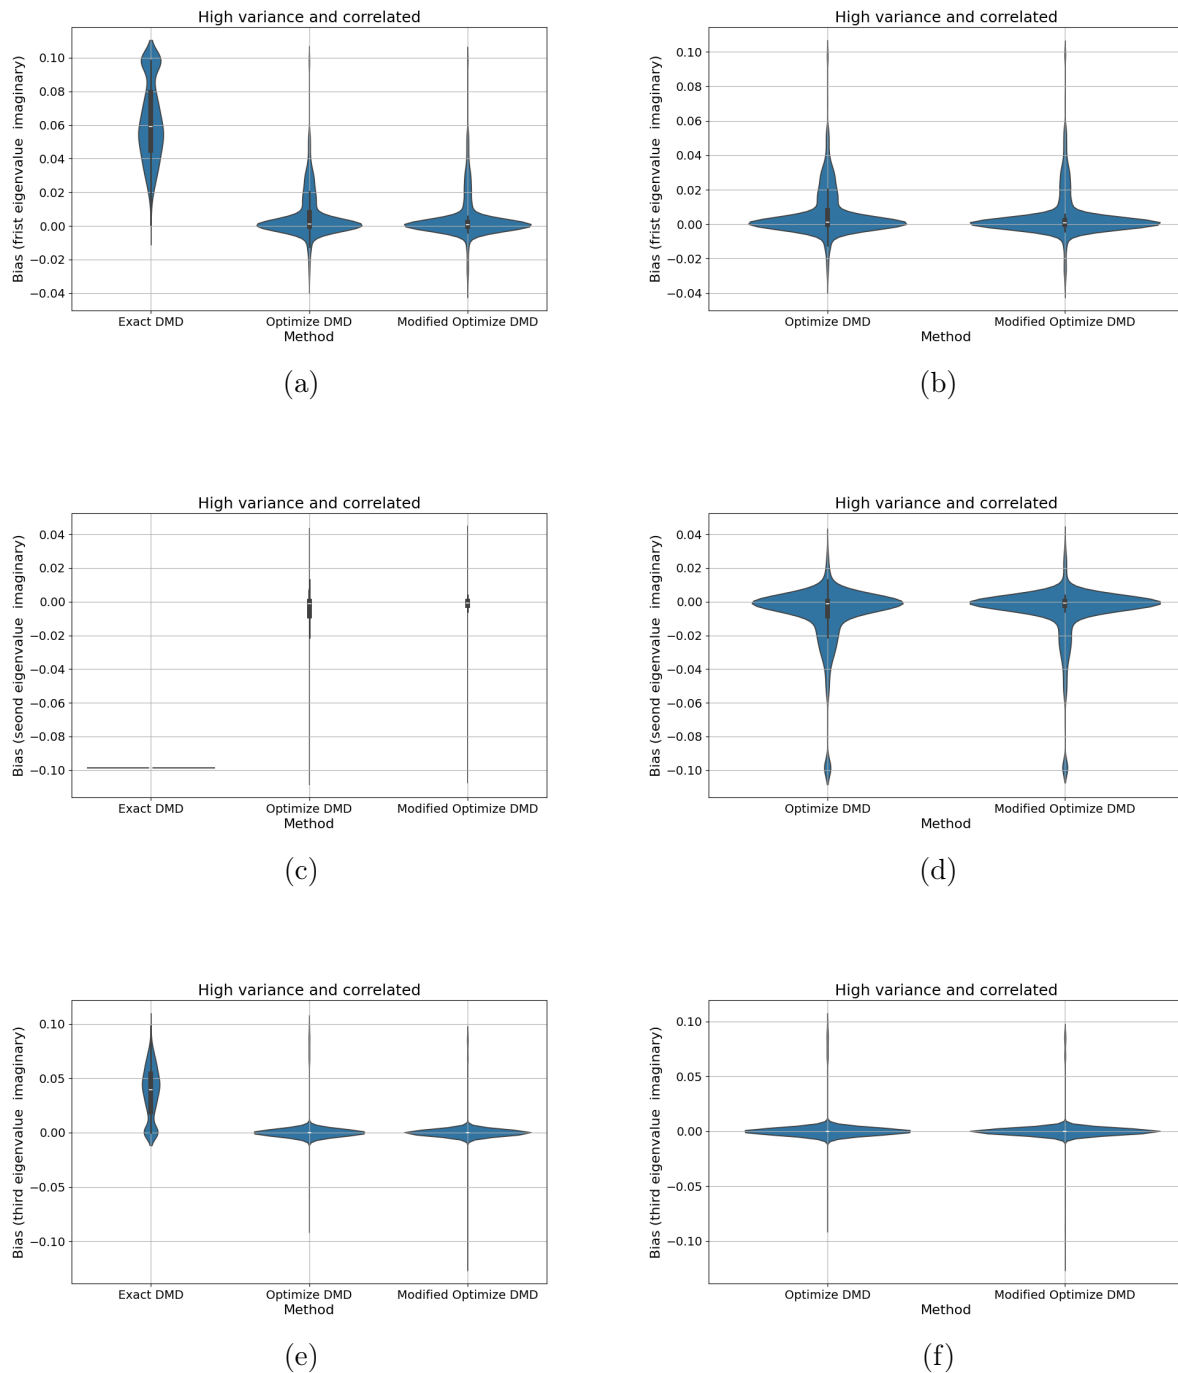 High variance and correlated
Bias (frist eigenvalue  imaginary)
0.10
0.08
0.06
0.04
0.02
0.00
−0.02
−0.04
Exact DMD
Optimize DMD
Modified Optimize DMD
Method
(a)
High variance and correlated
Bias (frist eigenvalue  imaginary)
0.10
0.08
0.06
0.04
0.02
0.00
−0.02
−0.04
Optimize DMD
Modified Optimize DMD
Method
(b)
High variance and correlated
Bias (seond eigenvalue  imaginary)
0.04
0.02
0.00
−0.02
−0.04
−0.06
−0.08
−0.10
Exact DMD
Optimize DMD
Modified Optimize DMD
Method
(c)
High variance and correlated
Bias (seond eigenvalue  imaginary)
0.04
0.02
0.00
−0.02
−0.04
−0.06
−0.08
−0.10
Optimize DMD
Modified Optimize DMD
Method
(d)
High variance and correlated
Bias (third eigenvalue  imaginary)
0.10
0.05
0.00
−0.05
−0.10
Exact DMD
Optimize DMD
Modified Optimize DMD
Method
(e)
High variance and correlated
Bias (third eigenvalue  imaginary)
0.10
0.05
0.00
−0.05
−0.10
Optimize DMD
Modified Optimize DMD
Method
(f)